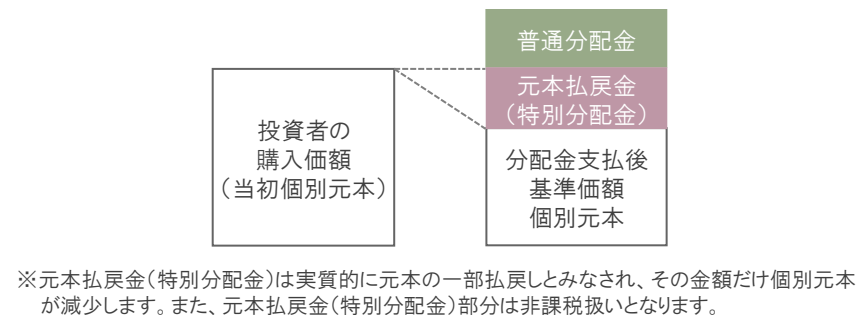 普通分配金
元本払戻金
（特別分配金）
投資者の
購入価額
（当初個別元本）
分配金支払後
基準価額
個別元本
※元本払戻金（特別分配金）は実質的に元本の一部払戻しとみなされ、その金額だけ個別元本
が減少します。また、元本払戻金（特別分配金）部分は非課税扱いとなります。